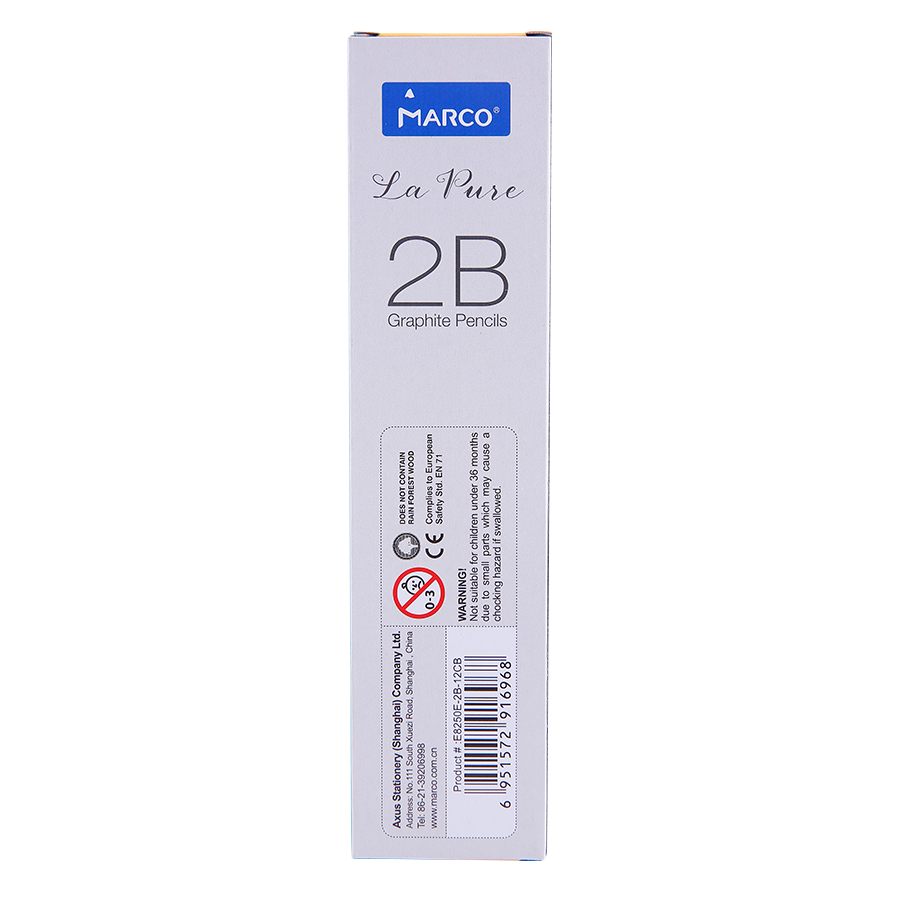 MARCO®
La Pure
2B
Graphite Pencils
DOES NOT CONTAIN
RAIN FOREST WOOD
CE
Complies to European
Safety Std. EN 71
0-3
WARNING!
Not suitable for children under 36 months
due to small parts which may cause a
chocking hazard if swallowed.
Axus Stationery (Shanghai) Company Ltd.
Address: No.111 South Xuezi Road, Shanghai , China
Tel: 86-21-39206998
www.marco.com.cn
Product # :E8250E-2B-12CB
6 951572 916968